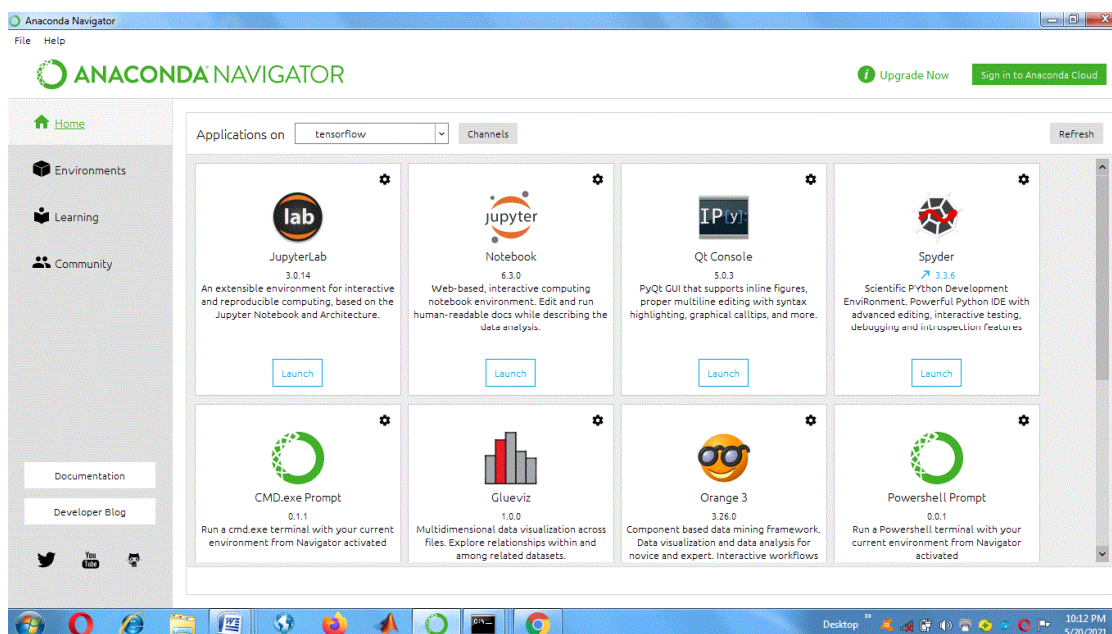 Anaconda Navigator
File Help
ANACONDA NAVIGATOR
Upgrade Now
Sign in to Anaconda Cloud
Home
Environments
Learning
Community
Documentation
Developer Blog
You
Tube
Applications on tensorflow Channels Refresh
lab
JupyterLab
3.0.14
An extensible environment for interactive
and reproducible computing, based on the
Jupyter Notebook and Architecture.
Launch
jupyter
Notebook
6.3.0
Web-based, interactive computing
notebook environment. Edit and run
human-readable docs while describing the
data analysis.
Launch
IP[y]:
Qt Console
5.0.3
PyQt GUI that supports inline figures,
proper multiline editing with syntax
highlighting, graphical calltips, and more.
Launch
Spyder
3.3.6
Scientific PYthon Development
EnviRonment. Powerful Python IDE with
advanced editing, interactive testing,
debugging and introspection features
Launch
CMD.exe Prompt
0.1.1
Run a cmd.exe terminal with your current
environment from Navigator activated
Glueviz
1.0.0
Multidimensional data visualization across
files. Explore relationships within and
among related datasets.
Orange 3
3.26.0
Component based data mining framework.
Data visualization and data analysis for
novice and expert. Interactive workflows
Powershell Prompt
0.0.1
Run a Powershell terminal with your
current environment from Navigator
activated
Desktop
10:12 PM
5/20/2021